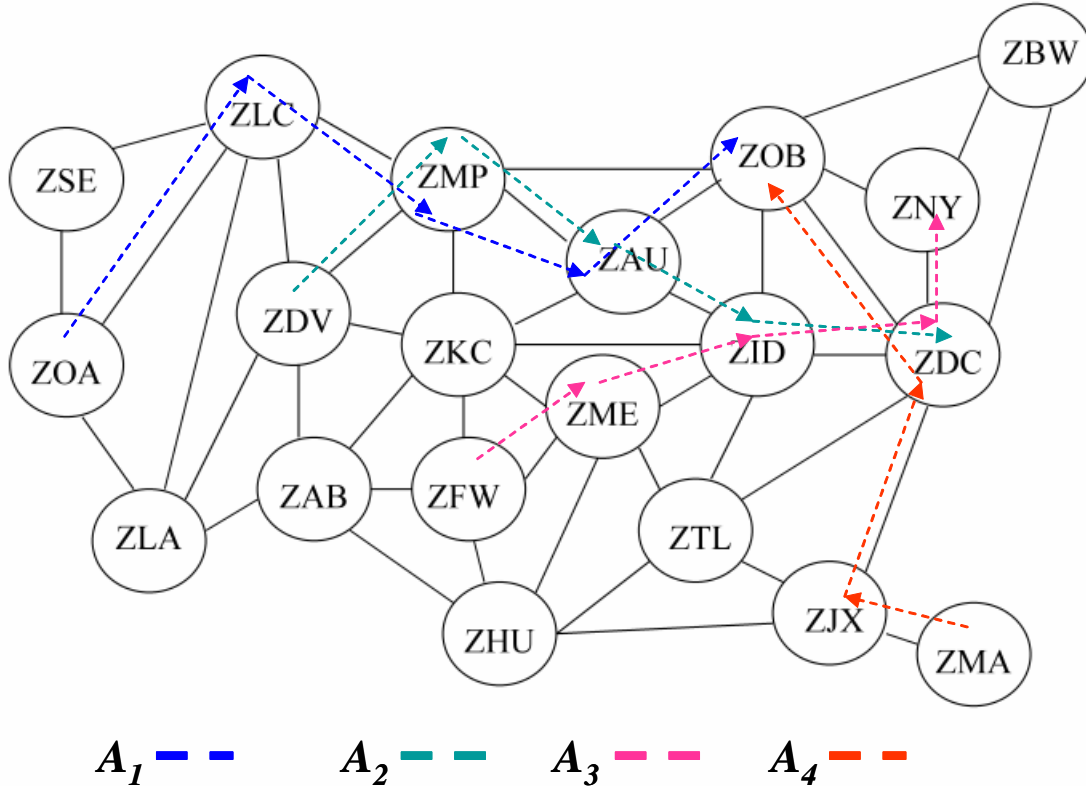 ZBW
ZLC
ZOB
ZSE
ZMP
ZNY
ZAU
ZDV
ZKC
ZID
ZDC
ZOA
ZME
ZAB
ZFW
ZLA
ZTL
ZJX
ZHU
ZMA
A1 A2 A3 A4